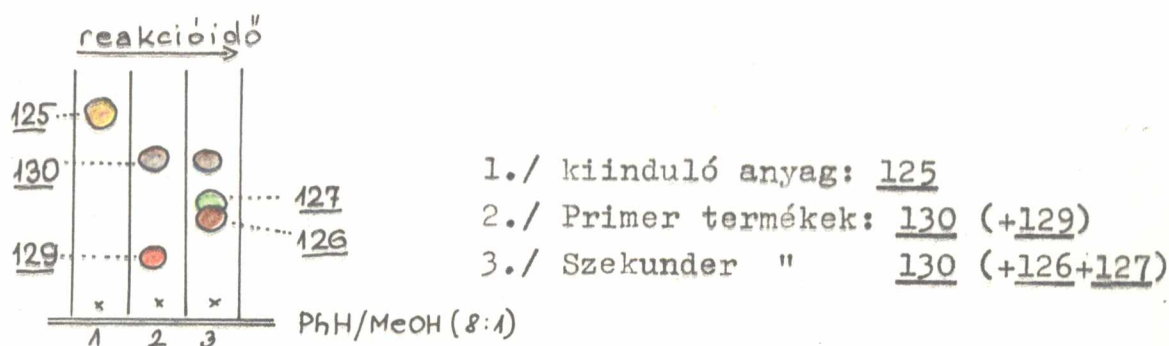 reakcióidő
125
130
127
126
129
x x x
1 2 3
PhH/MeOH (8:1)
1./ kiinduló anyag: 125
2./ Primer termékek: 130 (+129)
3./ Szekunder " 130 (+126+127)